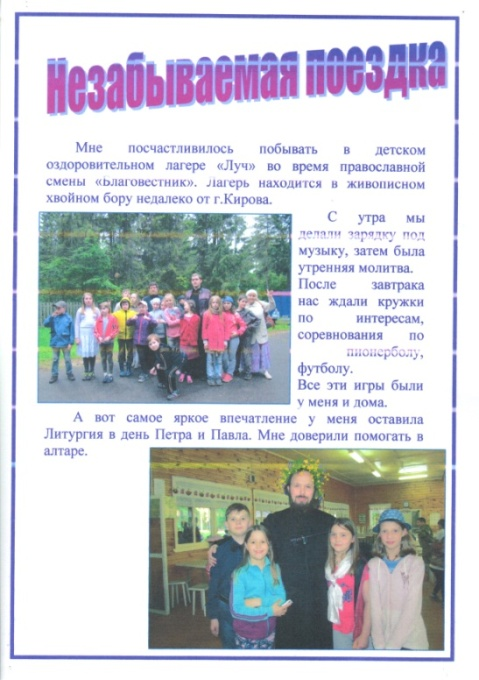 Незабываемая поездка
Мне посчастливилось побывать в детском
оздоровительном лагере «Луч» во время православной
смены «Благовестник». Лагерь находится в живописном
хвойном бору недалеко от г.Кирова.
С утра мы
делали зарядку под
музыку, затем была
утренняя молитва.
После завтрака
нас ждали кружки
по интересам,
соревнования по
пионерболу,
футболу.
Все эти игры были
у меня и дома.
А вот самое яркое впечатление у меня оставила
Литургия в день Петра и Павла. Мне доверили помогать в
алтаре.